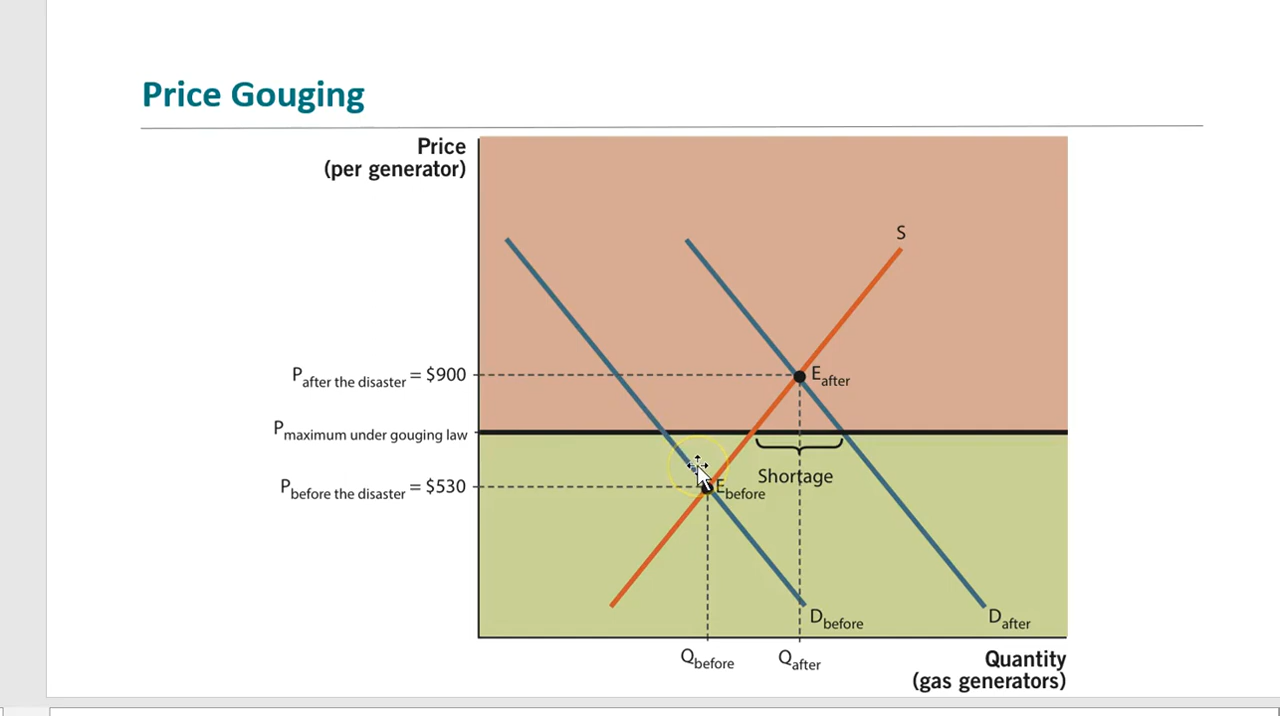 Price Gouging
Price
(per generator)
S
P after the disaster = $900
E after
P maximum under gouging law
Shortage
P before the disaster = $530
E before
D before
D after
Q before
Q after
Quantity
(gas generators)